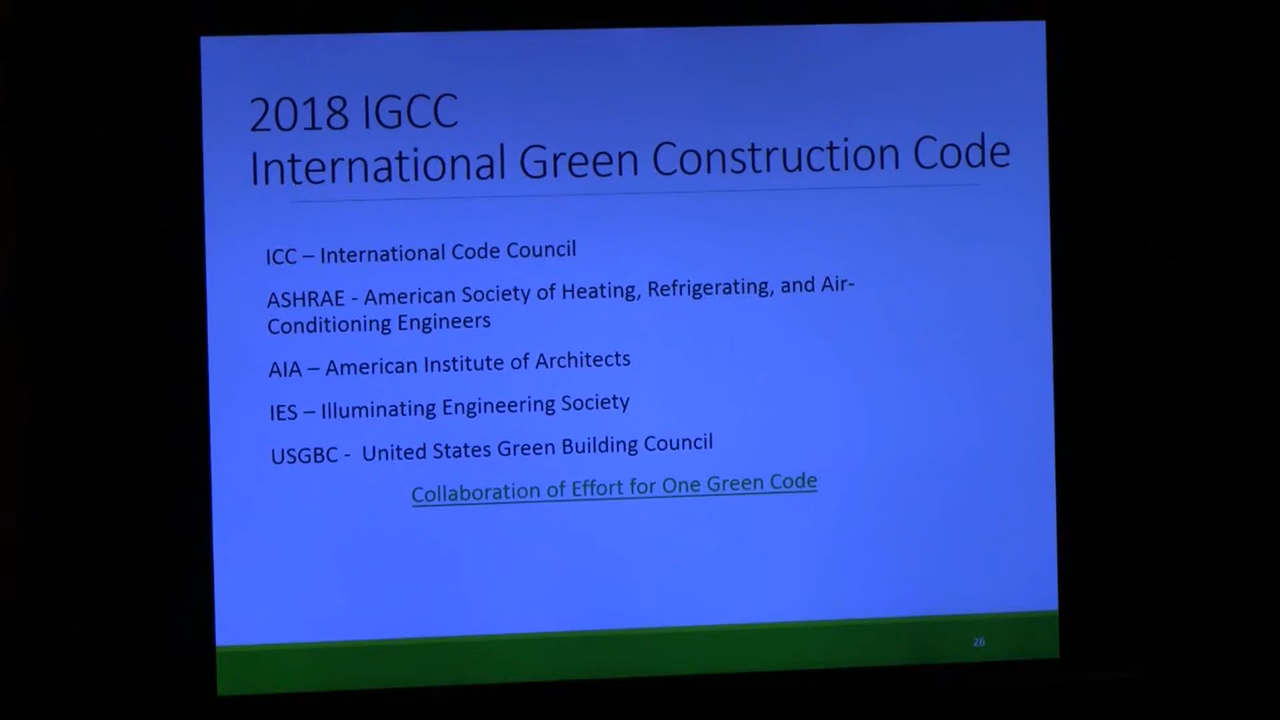 2018 IGCC
International Green Construction Code
ICC – International Code Council
ASHRAE - American Society of Heating, Refrigerating, and Air-
Conditioning Engineers
AIA – American Institute of Architects
IES – Illuminating Engineering Society
USGBC -  United States Green Building Council
Collaboration of Effort for One Green Code
26